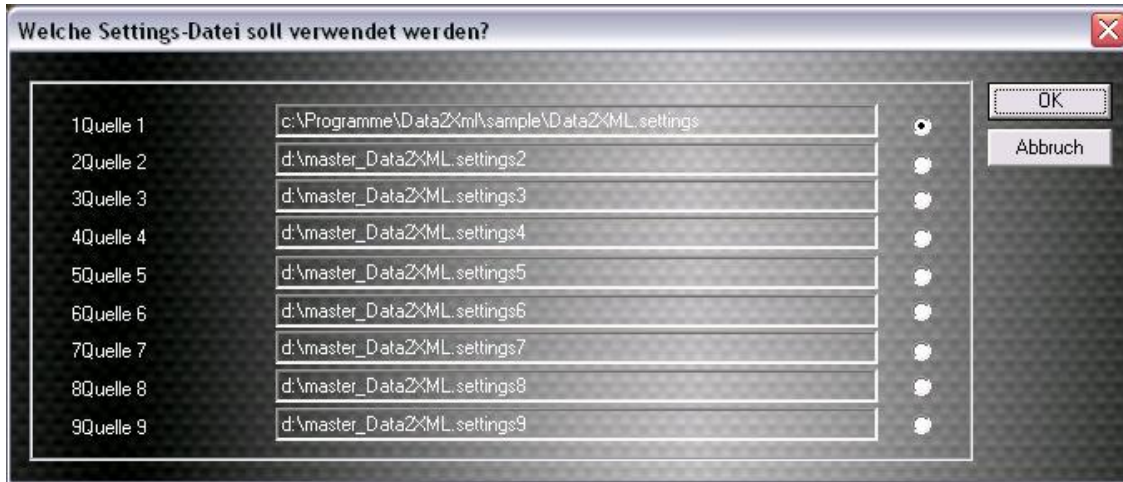 Welche Settings-Datei soll verwendet werden?
1Quelle 1 c:\Programme\Data2Xml\sample\Data2XML.settings
2Quelle 2 d:\master_Data2XML.settings2
3Quelle 3 d:\master_Data2XML.settings3
4Quelle 4 d:\master_Data2XML.settings4
5Quelle 5 d:\master_Data2XML.settings5
6Quelle 6 d:\master_Data2XML.settings6
7Quelle 7 d:\master_Data2XML.settings7
8Quelle 8 d:\master_Data2XML.settings8
9Quelle 9 d:\master_Data2XML.settings9
OK
Abbruch